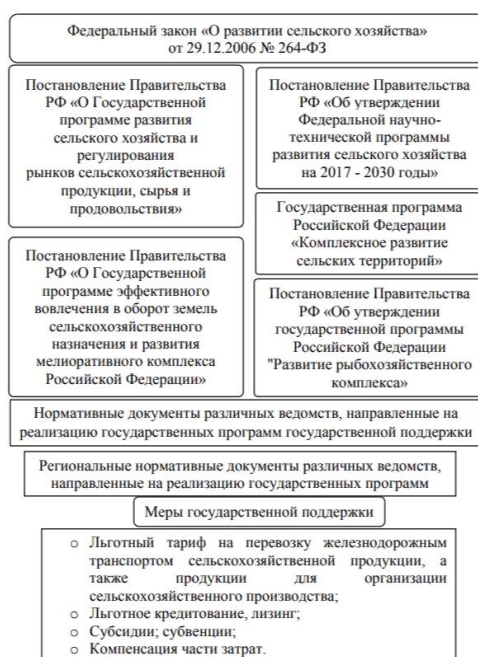 Федеральный закон «О развитии сельского хозяйства»
от 29.12.2006 № 264-ФЗ
Постановление Правительства
РФ «О Государственной
программе развития
сельского хозяйства и
регулирования
рынков сельскохозяйственной
продукции, сырья и
продовольствия»
Постановление Правительства
РФ «Об утверждении
Федеральной научно-
технической программы
развития сельского хозяйства
на 2017 - 2030 годы»
Государственная программа
Российской Федерации
«Комплексное развитие
сельских территорий»
Постановление Правительства
РФ «О Государственной
программе эффективного
вовлечения в оборот земель
сельскохозяйственного
назначения и развития
мелиоративного комплекса
Российской Федерации»
Постановление Правительства
РФ «Об утверждении
государственной программы
Российской Федерации
"Развитие рыбохозяйственного
комплекса»
Нормативные документы различных ведомств, направленные на
реализацию государственных программ государственной поддержки
Региональные нормативные документы различных ведомств,
направленные на реализацию государственных программ
Меры государственной поддержки
o Льготный тариф на перевозку железнодорожным
транспортом сельскохозяйственной продукции, а
также продукции для организации
сельскохозяйственного производства;
o Льготное кредитование, лизинг;
o Субсидии; субвенции;
o Компенсация части затрат.